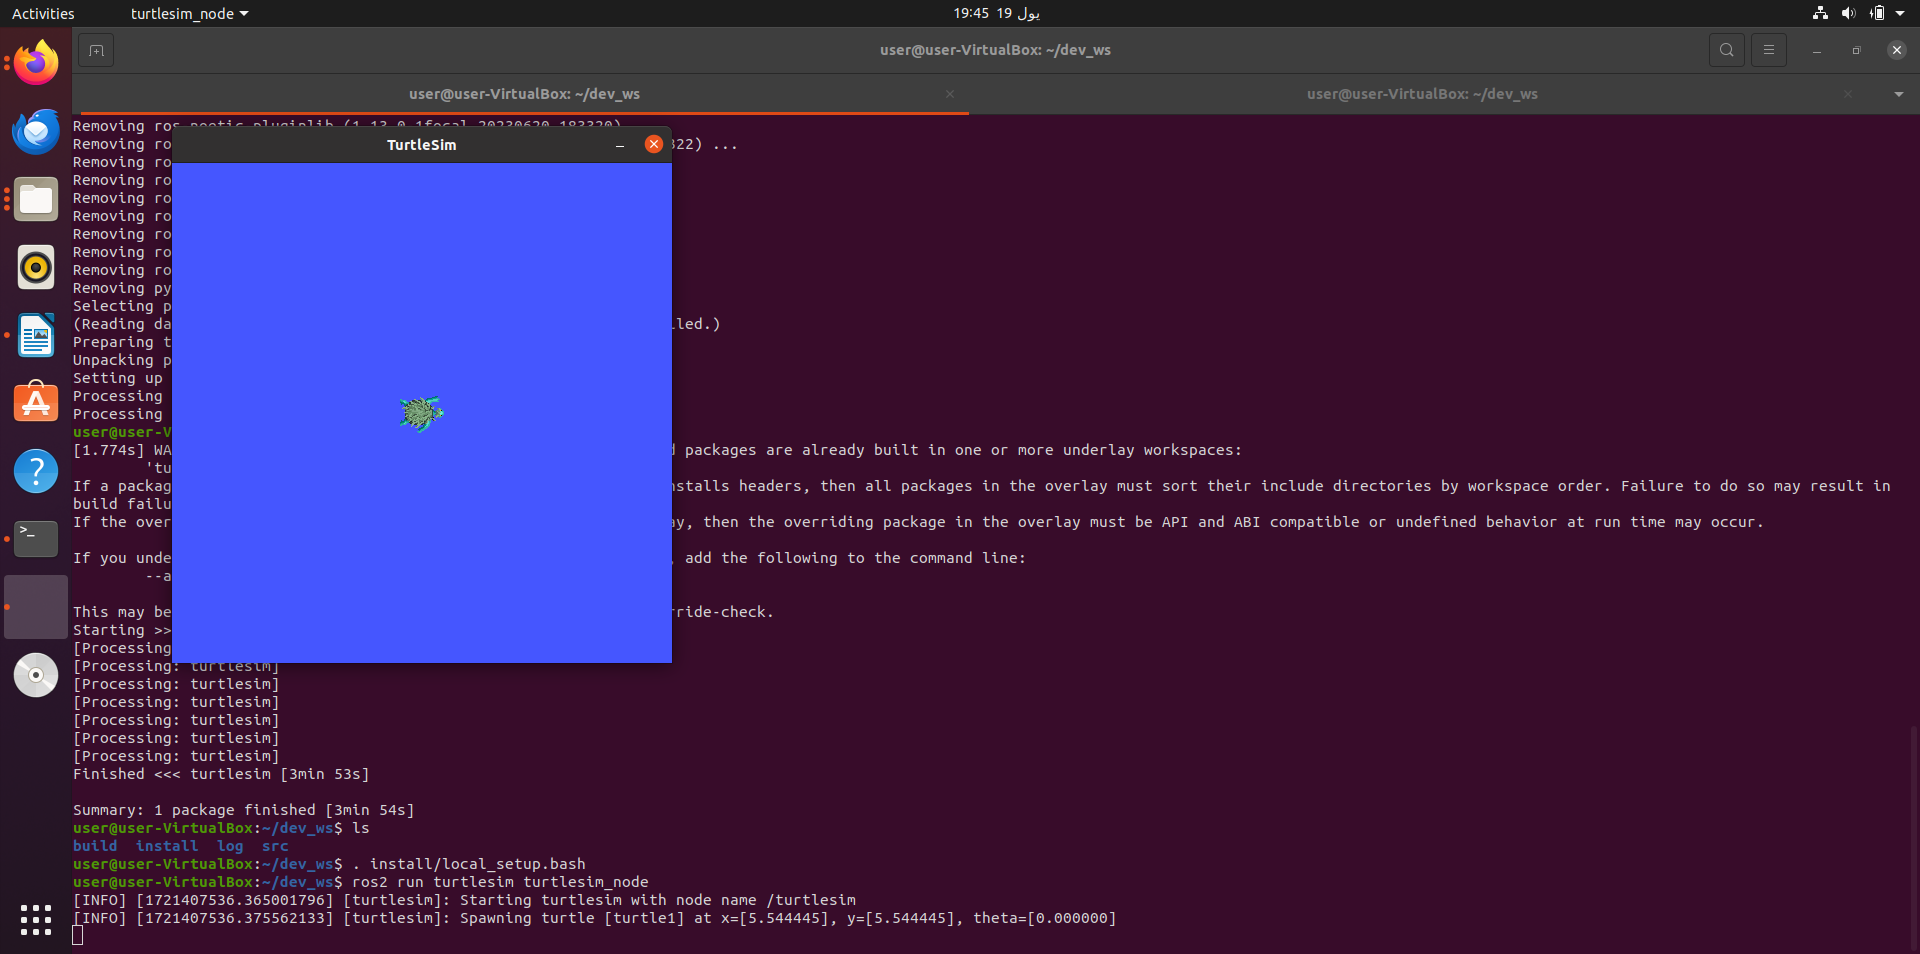 Activities
turtlesim_node
19:45 19 يول
user@user-VirtualBox: ~/dev_ws
user@user-VirtualBox: ~/dev_ws
user@user-VirtualBox: ~/dev_ws
Removing ros-noetic-pluginlib (1.13.0-1focal.20230620.183320)
TurtleSim
Removing ro
322) ...
Removing ro
Removing ro
Removing ro
Removing ro
Removing ro
Removing ro
Removing ro
Removing py
Selecting p
(Reading da
lled.)
Preparing t
Unpacking p
Setting up
Processing
Processing
user@user-V
[1.774s] WA
d packages are already built in one or more underlay workspaces:
'tu
If a packag
nstalls headers, then all packages in the overlay must sort their include directories by workspace order. Failure to do so may result in
build failu
If the over
ay, then the overriding package in the overlay must be API and ABI compatible or undefined behavior at run time may occur.
If you unde
, add the following to the command line:
--a
This may be
rride-check.
Starting >>
[Processing
[Processing: turtlesim]
[Processing: turtlesim]
[Processing: turtlesim]
[Processing: turtlesim]
[Processing: turtlesim]
[Processing: turtlesim]
Finished <<< turtlesim [3min 53s]
Summary: 1 package finished [3min 54s]
user@user-VirtualBox:~/dev_ws$ ls
build install log src
user@user-VirtualBox:~/dev_ws$ . install/local_setup.bash
user@user-VirtualBox:~/dev_ws$ ros2 run turtlesim turtlesim_node
[INFO] [1721407536.365001796] [turtlesim]: Starting turtlesim with node name /turtlesim
[INFO] [1721407536.375562133] [turtlesim]: Spawning turtle [turtle1] at x=[5.544445], y=[5.544445], theta=[0.000000]